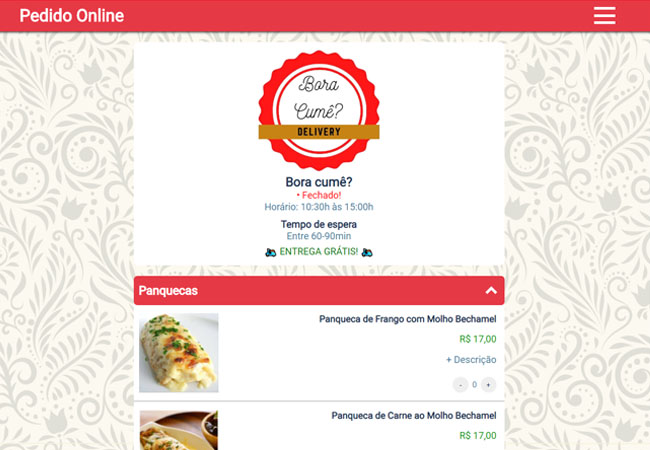 Pedido Online
Bora
Cumê?
DELIVERY
Bora cumê?
• Fechado!
Horário: 10:30h às 15:00h
Tempo de espera
Entre 60-90min
ENTREGA GRÁTIS!
Panquecas
Panqueca de Frango com Molho Bechamel
R$ 17,00
+ Descrição
- 0 +
Panqueca de Carne ao Molho Bechamel
R$ 17,00